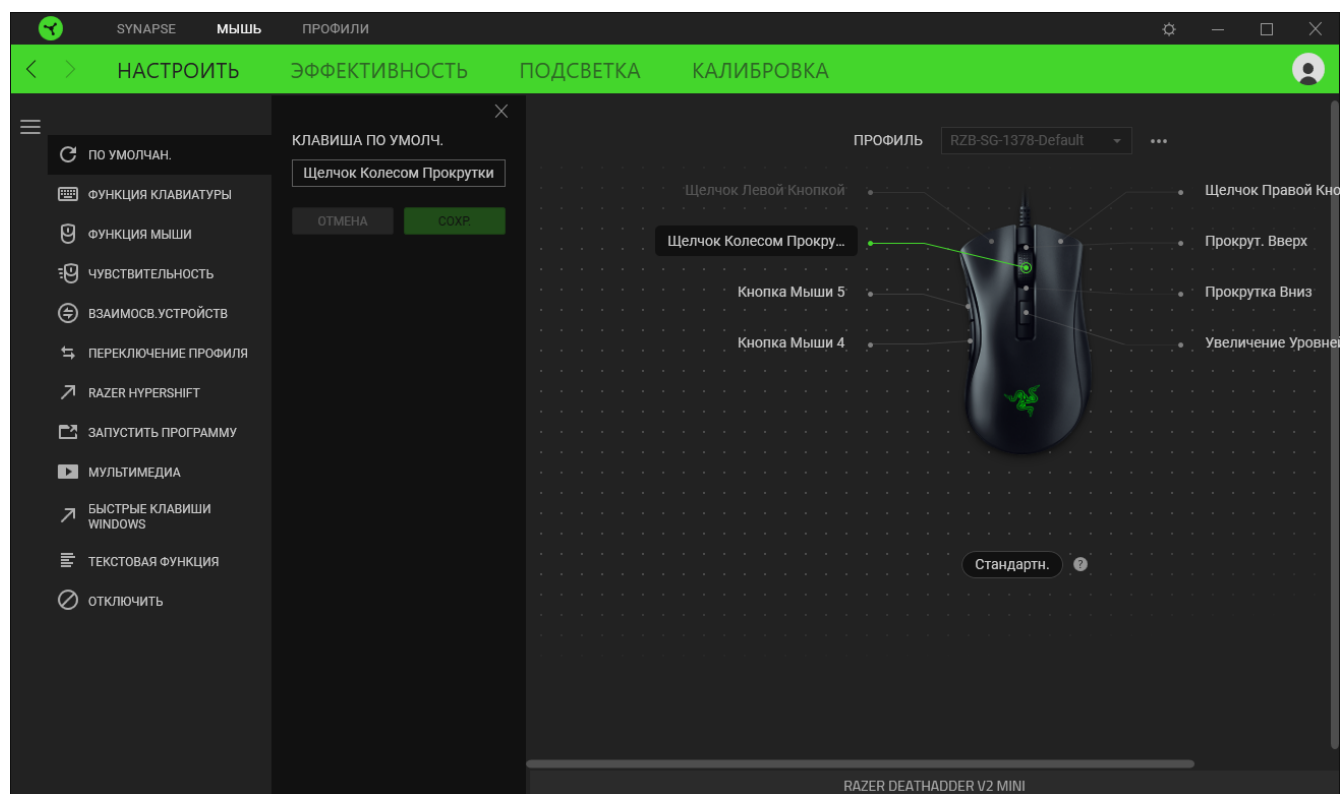 SYNAPSE МЫШЬ ПРОФИЛИ
НАСТРОИТЬ ЭФФЕКТИВНОСТЬ ПОДСВЕТКА КАЛИБРОВКА
ПО УМОЛЧАН.
ФУНКЦИЯ КЛАВИАТУРЫ
ФУНКЦИЯ МЫШИ
ЧУВСТВИТЕЛЬНОСТЬ
ВЗАИМОСВ.УСТРОЙСТВ
ПЕРЕКЛЮЧЕНИЕ ПРОФИЛЯ
RAZER HYPERSHIFT
ЗАПУСТИТЬ ПРОГРАММУ
МУЛЬТИМЕДИА
БЫСТРЫЕ КЛАВИШИ
WINDOWS
ТЕКСТОВАЯ ФУНКЦИЯ
ОТКЛЮЧИТЬ
КЛАВИША ПО УМОЛЧ.
Щелчок Колесом Прокрутки
ОТМЕНА СОХР.
ПРОФИЛЬ RZB-SG-1378-Default
Щелчок Левой Кнопкой
Щелчок Колесом Прокру...
Кнопка Мыши 5
Кнопка Мыши 4
Щелчок Правой Кно
Прокрут. Вверх
Прокрутка Вниз
Увеличение Уровней
Стандартн. ?
RAZER DEATHADDER V2 MINI